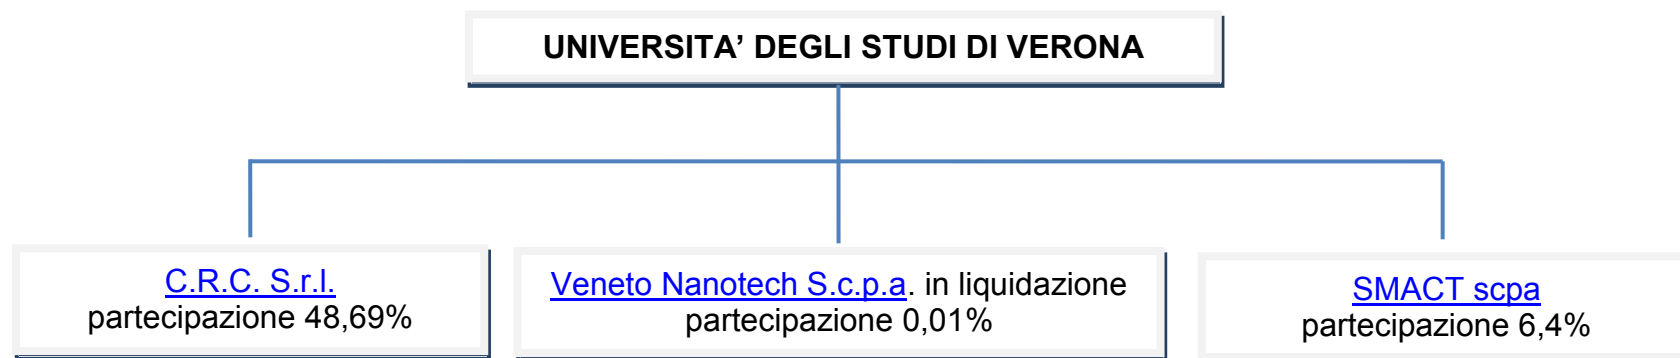 UNIVERSITA’ DEGLI STUDI DI VERONA
C.R.C. S.r.l.
partecipazione 48,69%
Veneto Nanotech S.c.p.a. in liquidazione
partecipazione 0,01%
SMACT scpa
partecipazione 6,4%